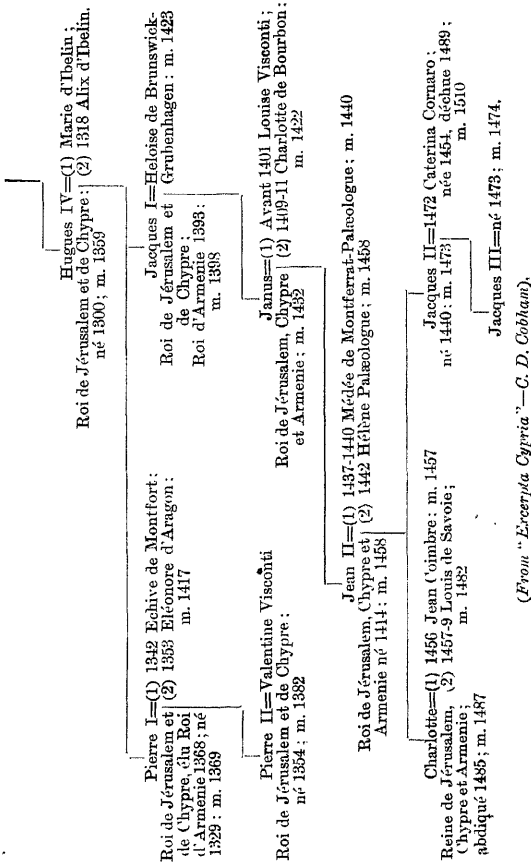 Hugues IV=(1) Marie d'Ibelin;
Roi de Jérusalem et de Chypre: (2) 1318 Alix d'Ibelin.
né 1300; m. 1359
Pierre I=(1) 1342 Echive de Montfort:
Roi de Jérusalem et (2) 1353 Eléonore d'Aragon:
de Chypre, élu Roi m. 1417
d'Armenie 1368; né
1329: m. 1369
Jacques I=Heloise de Brunswick-
Roi de Jérusalem et Grubenhagen: m. 1423
de Chypre;
Roi d'Armenie 1393:
m. 1398
Pierre II=Valentine Visconti
Roi de Jérusalem et de Chypre:
né 1354; m. 1382
Janus=(1) Avant 1401 Louise Visconti;
Roi de Jérusalem, Chypre (2) 1409-11 Charlotte de Bourbon:
et Armenie; m. 1432 m. 1422
Jean II=(1) 1437-1440 Médée de Montferrat-Palæologue; m. 1440
Roi de Jérusalem, Chypre et (2) 1442 Hélène Palæologue; m. 1458
Armenie né 1414: m. 1458
Charlotte=(1) 1456 Jean Coimbre: m. 1457
Reine de Jérusalem, (2) 1457-9 Louis de Savoie;
Chypre et Armenie; m. 1482
abdiqué 1485; m. 1487
Jacques II=1472 Caterina Cornaro;
né 1440: m. 1473 née 1454, déchue 1489;
m. 1510
Jacques III=né 1473; m. 1474.
(From "Excerpta Cypria"—C. D. Cobham).